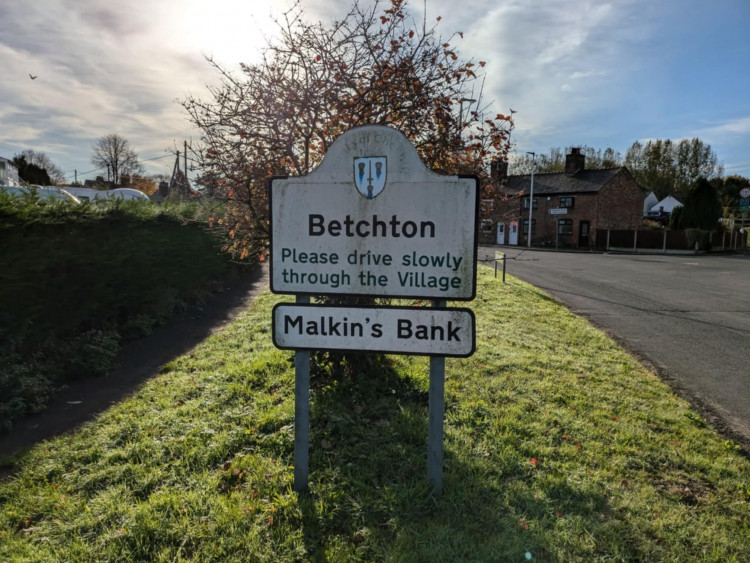 Betchton
Please drive slowly
through the Village
Malkin's Bank